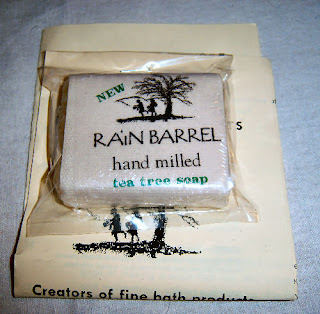 NEW
RAiN BARREL
hand milled
tea tree soap
S
Creators of fine bath products